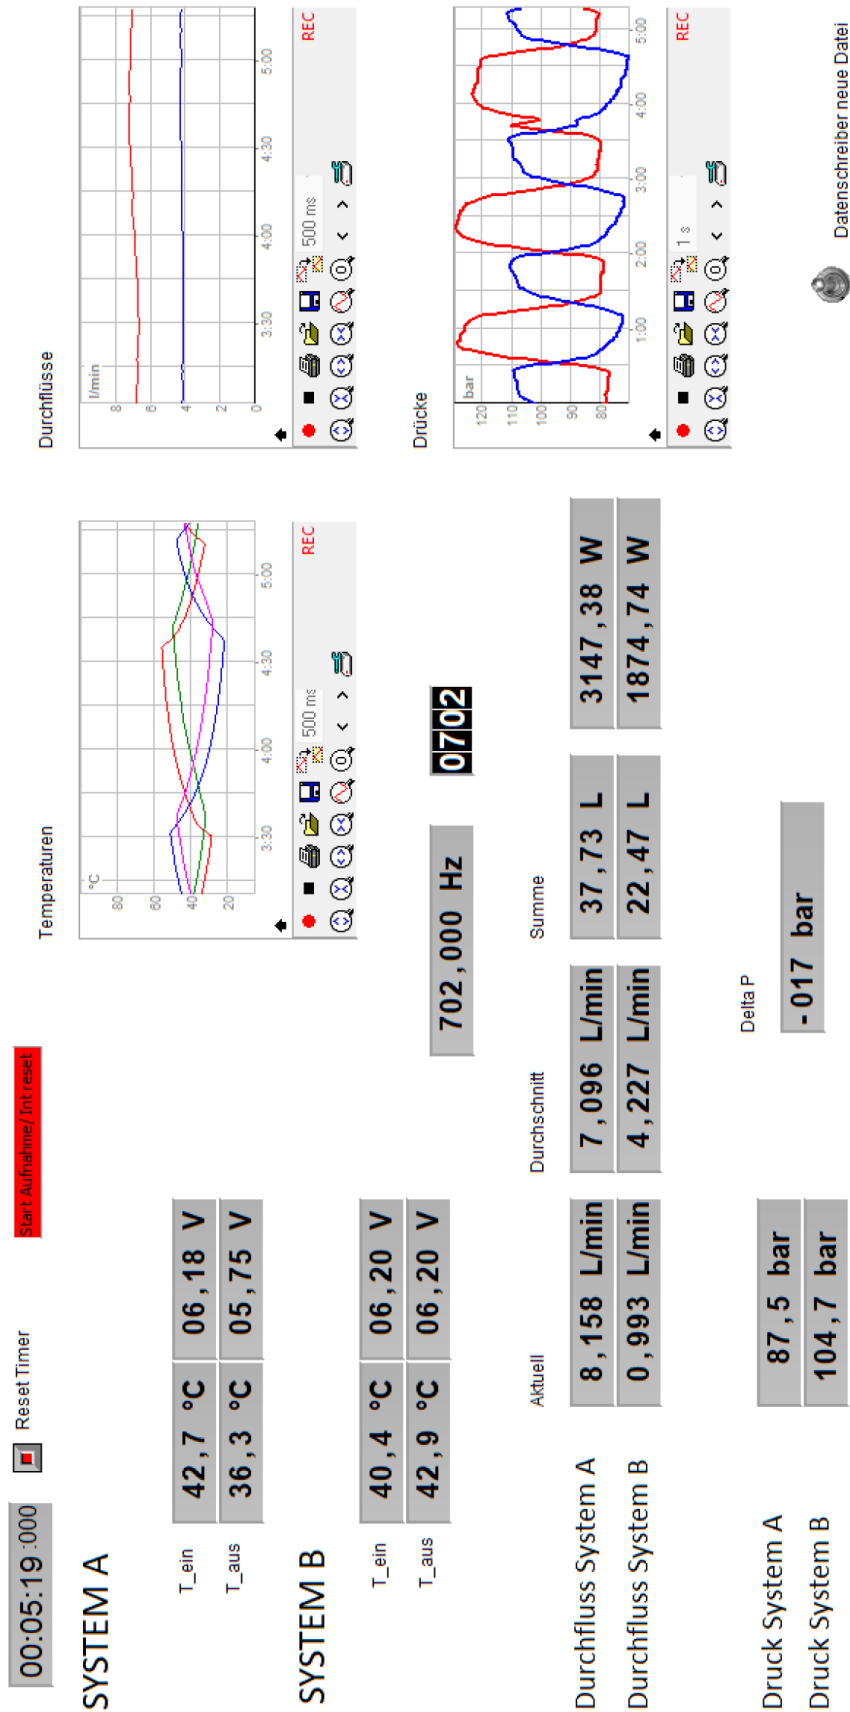 00:05:19:000
Reset Timer
Start Aufnahme/ Int reset
SYSTEM A
T_ein
42,7 °C
06,18 V
T_aus
36,3 °C
05,75 V
SYSTEM B
T_ein
40,4 °C
06,20 V
T_aus
42,9 °C
06,20 V
702,000 Hz
0702
Temperaturen
°C
80
60
40
20
3:30
4:00
4:30
5:00
500 ms
REC
Durchflüsse
l/min
8
6
4
2
0
3:30
4:00
4:30
5:00
500 ms
REC
Aktuell
Durchschnitt
Summe
Durchfluss System A
8,158 L/min
7,096 L/min
37,73 L
3147,38 W
Durchfluss System B
0,993 L/min
4,227 L/min
22,47 L
1874,74 W
Drücke
bar
120
110
100
90
80
1:00
2:00
3:00
4:00
5:00
1 s
REC
Druck System A
87,5 bar
Druck System B
104,7 bar
Delta P
-017 bar
Datenschreiber neue Datei